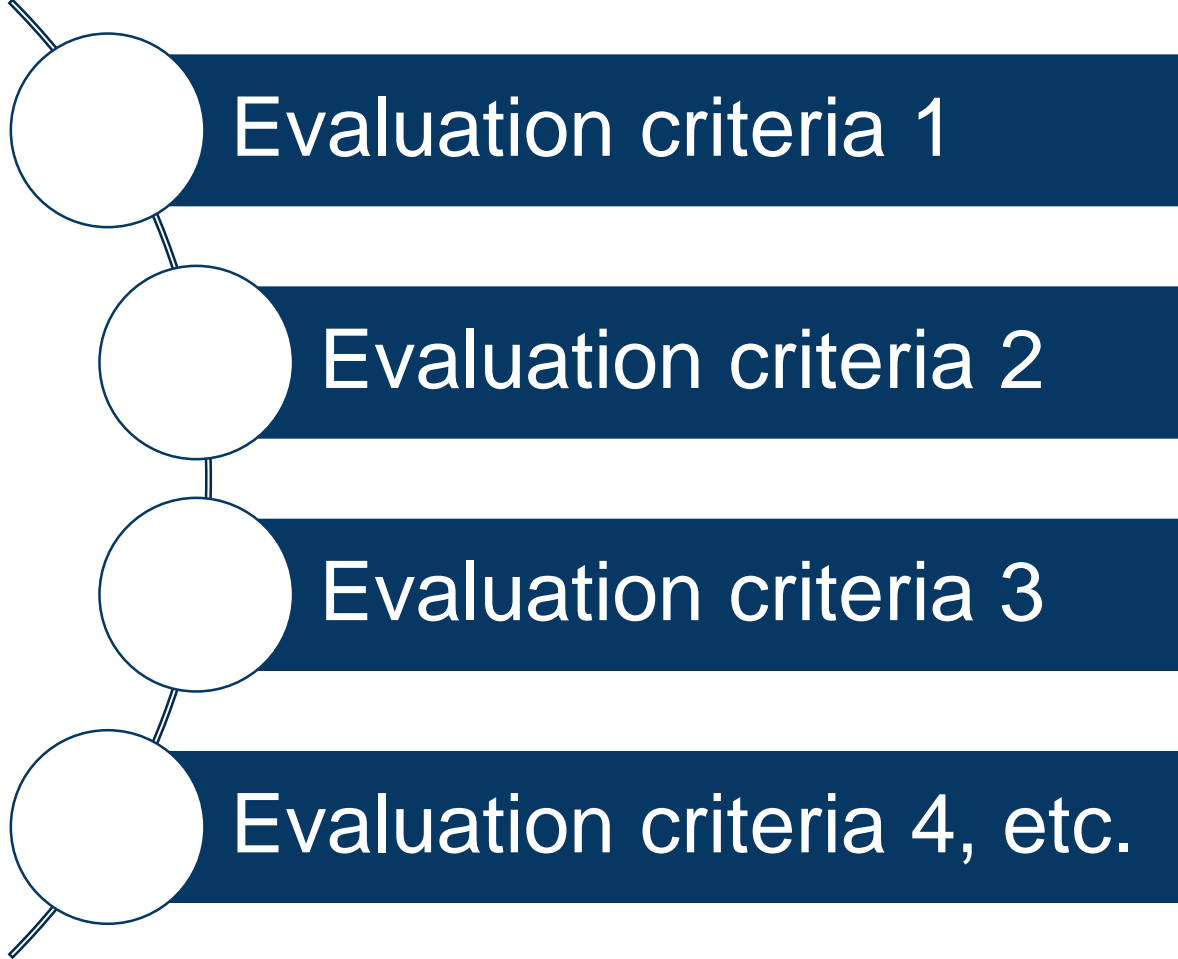 Evaluation criteria 1
Evaluation criteria 2
Evaluation criteria 3
Evaluation criteria 4, etc.